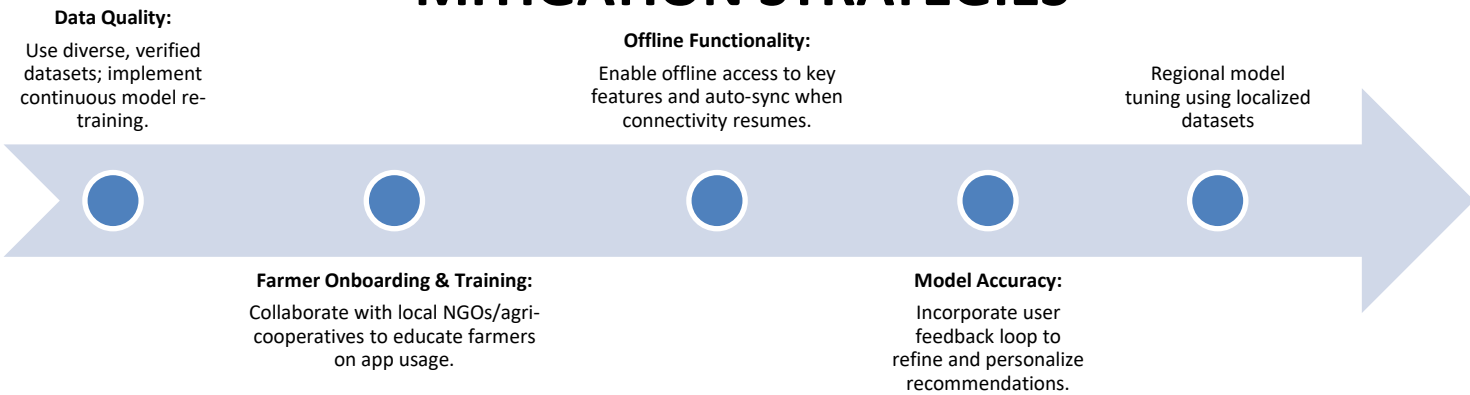 MITIGATION STRATEGIES
Data Quality:
Use diverse, verified
datasets; implement
continuous model re-
training.
Farmer Onboarding & Training:
Collaborate with local NGOs/agri-
cooperatives to educate farmers
on app usage.
Offline Functionality:
Enable offline access to key
features and auto-sync when
connectivity resumes.
Model Accuracy:
Incorporate user
feedback loop to
refine and personalize
recommendations.
Regional model
tuning using localized
datasets